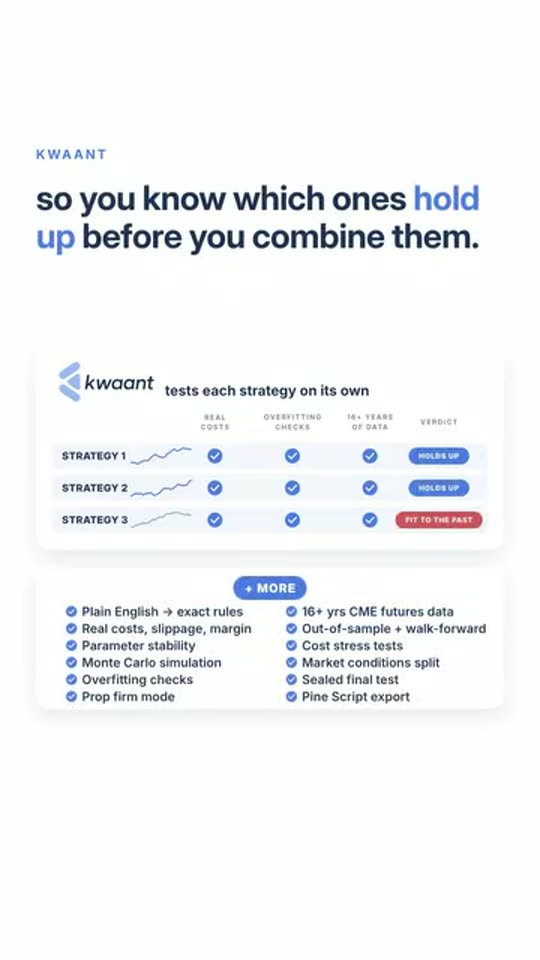 KWAANT
so you know which ones hold
up before you combine them.
kwaant tests each strategy on its own
REAL COSTS OVERFITTING CHECKS 16+ YEARS OF DATA VERDICT
STRATEGY 1 HOLDS UP
STRATEGY 2 HOLDS UP
STRATEGY 3 FIT TO THE PAST
+ MORE
Plain English → exact rules
Real costs, slippage, margin
Parameter stability
Monte Carlo simulation
Overfitting checks
Prop firm mode
16+ yrs CME futures data
Out-of-sample + walk-forward
Cost stress tests
Market conditions split
Sealed final test
Pine Script export